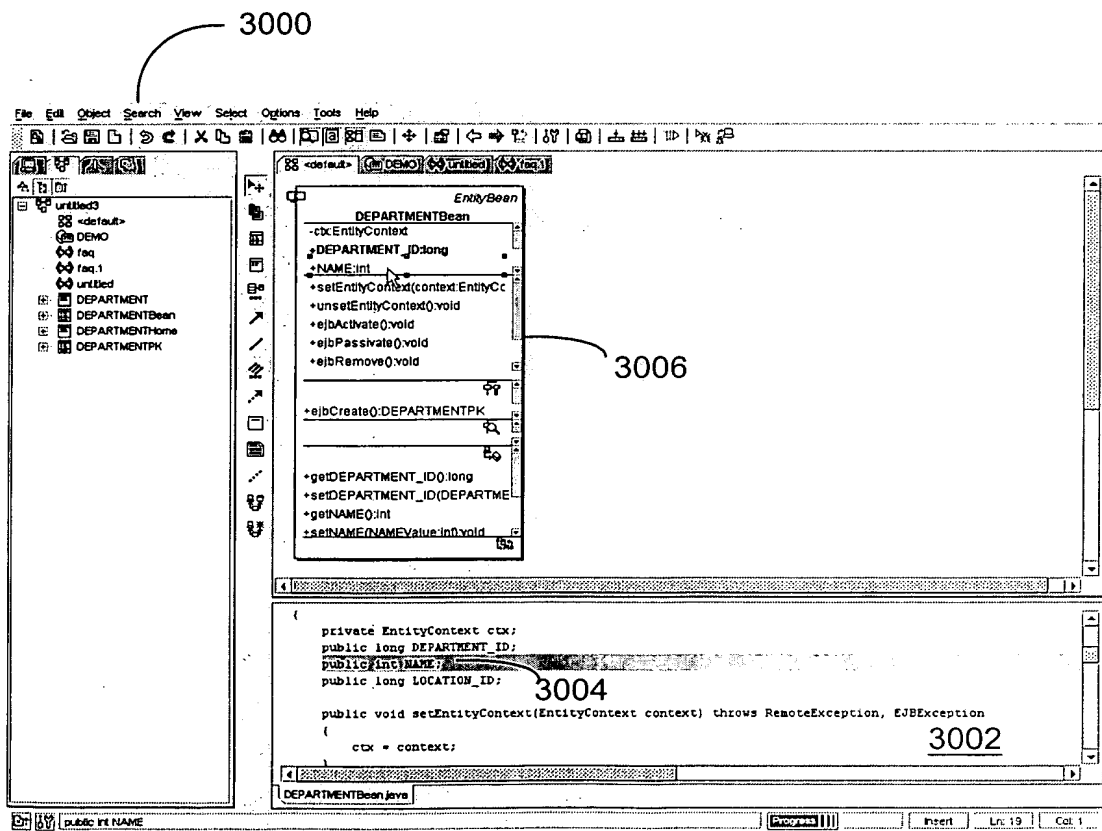 3000
File Edit Object Search View Select Options Tools Help
<default> DEMO untitled faq.1
untitled3
<default>
DEMO
faq
faq.1
untitled
DEPARTMENT
DEPARTMENTBean
DEPARTMENTHome
DEPARTMENTPK
EntityBean
DEPARTMENTBean
-ctx:EntityContext
+DEPARTMENT_ID:long
+NAME:int
+setEntityContext(context:EntityCc
+unsetEntityContext():void
+ejbActivate():void
+ejbPassivate():void
+ejbRemove():void
3006
+ejbCreate():DEPARTMENTPK
+getDEPARTMENT_ID():long
+setDEPARTMENT_ID(DEPARTME
+getNAME():int
+setNAME(NAMEValue:int):void
{
private EntityContext ctx;
public long DEPARTMENT_ID;
public int NAME;
public long LOCATION_ID;
3004
public void setEntityContext(EntityContext context) throws RemoteException, EJBException
{
ctx = context;
}
3002
DEPARTMENTBean.java
public int NAME
Progress
Insert
Ln: 19
Col: 1